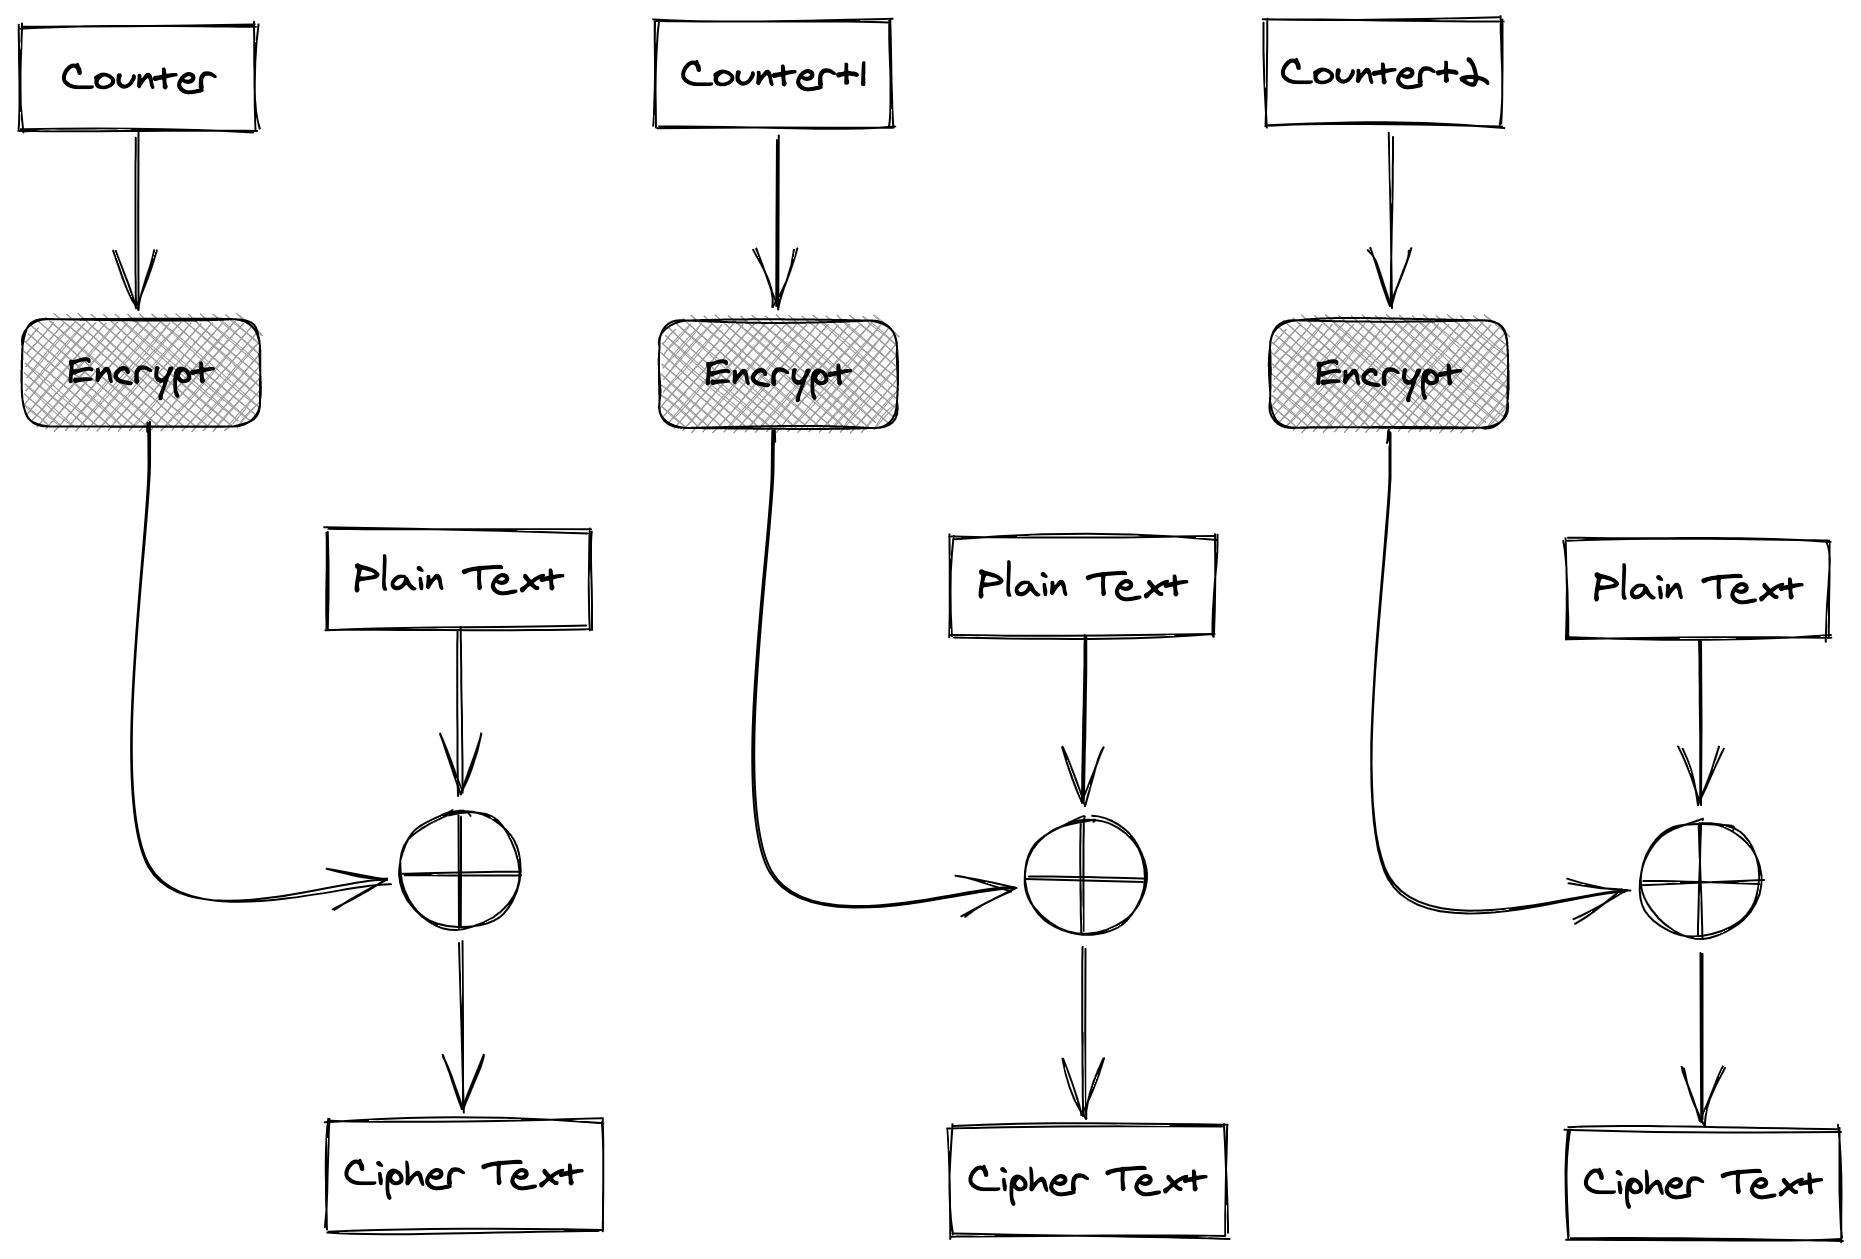 Counter
Counter+1
Counter+2
Encrypt
Encrypt
Encrypt
Plain Text
Plain Text
Plain Text
Cipher Text
Cipher Text
Cipher Text